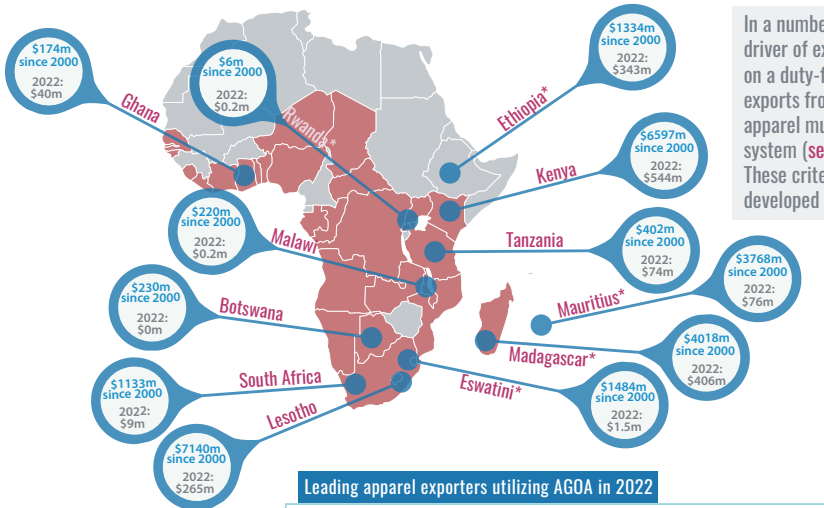 $174m
since 2000
2022:
$40m
Ghana
$6m
since 2000
2022:
$0.2m
Rwanda*
$1334m
since 2000
2022:
$343m
Ethiopia*
In a numbe
driver of ex
on a duty-f
exports fro
apparel mu
system (se
These crite
developed
$6597m
since 2000
2022:
$544m
Kenya
$220m
since 2000
2022:
$0.2m
Malawi
$402m
since 2000
2022:
$74m
Tanzania
$3768m
since 2000
2022:
$76m
Mauritius*
$230m
since 2000
2022:
$0m
Botswana
$4018m
since 2000
2022:
$406m
Madagascar*
$1133m
since 2000
2022:
$9m
South Africa
$1484m
since 2000
2022:
$1.5m
Eswatini*
$7140m
since 2000
2022:
$265m
Lesotho
Leading apparel exporters utilizing AGOA in 2022